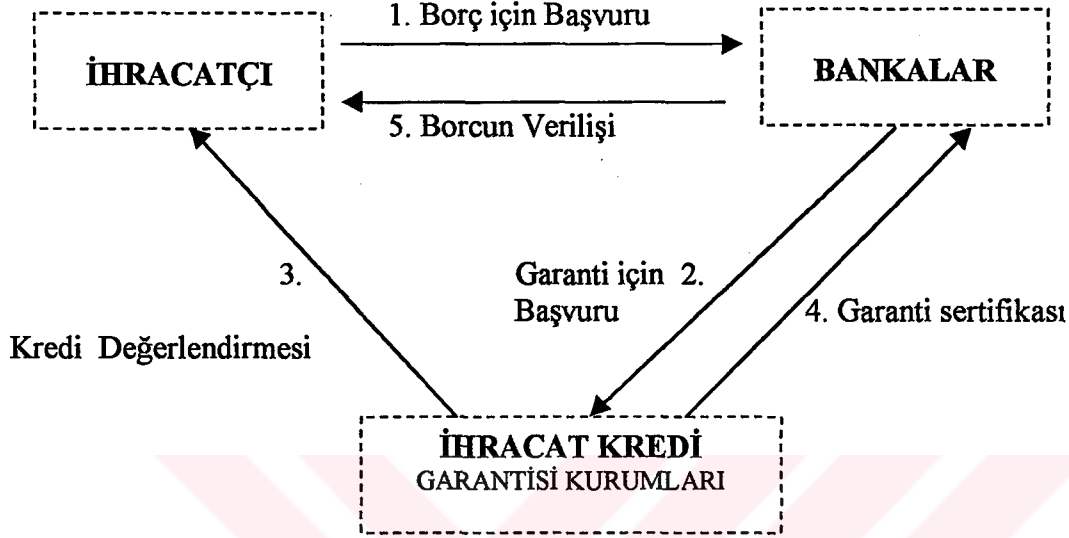 1. Borç için Başvuru
İHRACATÇI
BANKALAR
5. Borcun Verilişi
3.
Garanti için 2.
Başvuru
4. Garanti sertifikası
Kredi Değerlendirmesi
İHRACAT KREDİ
GARANTİSİ KURUMLARI